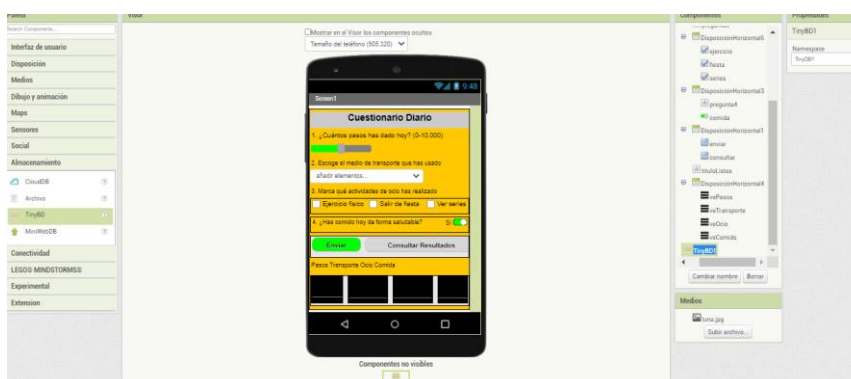 Paleta
Visor
Componentes
Propiedades
Search Components...
Interfaz de usuario
Disposición
Medios
Dibujo y animación
Maps
Sensores
Social
Almacenamiento
CloudDB
Archivo
TinyBD
MiniWebDB
Conectividad
LEGO® MINDSTORMS®
Experimental
Extension
Mostrar en el Visor los componentes ocultos
Tamaño del teléfono (505,320)
9:48
Screen1
Cuestionario Diario
1. ¿Cuántos pasos has dado hoy? (0-10.000)
2. Escoge el medio de transporte que has usado
añadir elementos...
3. Marca qué actividades de ocio has realizado
Ejercicio físico Salir de fiesta Ver series
4. ¿Has comido hoy de forma saludable? Sí
Enviar Consultar Resultados
Pasos Transporte Ocio Comida
Componentes no visibles
DisposiciónHorizontal5
ejercicio
fiesta
series
DisposiciónHorizontal3
pregunta4
comida
DisposiciónHorizontal1
enviar
consultar
tituloListas
DisposiciónHorizontal4
vePasos
veTransporte
veOcio
veComida
TinyBD1
Cambiar nombre Borrar
Medios
luna.jpg
Subir archivo...
TinyBD1
Namespace
TinyDB1